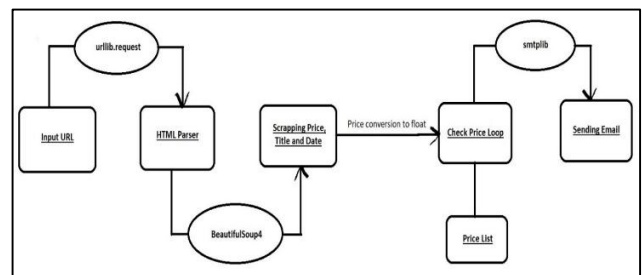 urllib.request
Input URL
HTML Parser
BeautifulSoup4
Scrapping Price,
Title and Date
Price conversion to float
Check Price Loop
smtplib
Sending Email
Price List